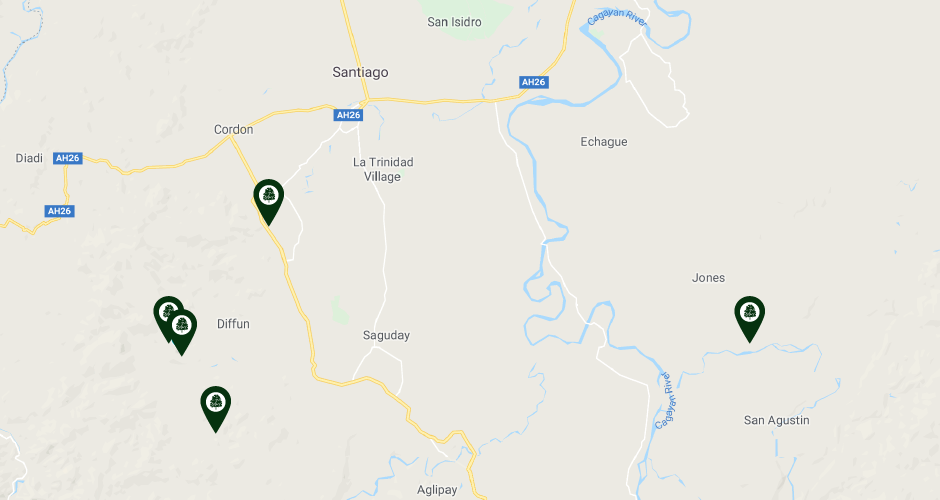 San Isidro
Cagayan River
Santiago
AH26
AH26
Cordon
Echague
Diadi
AH26
La Trinidad
Village
AH26
Jones
Diffun
Saguday
Cagayan River
San Agustin
Aglipay